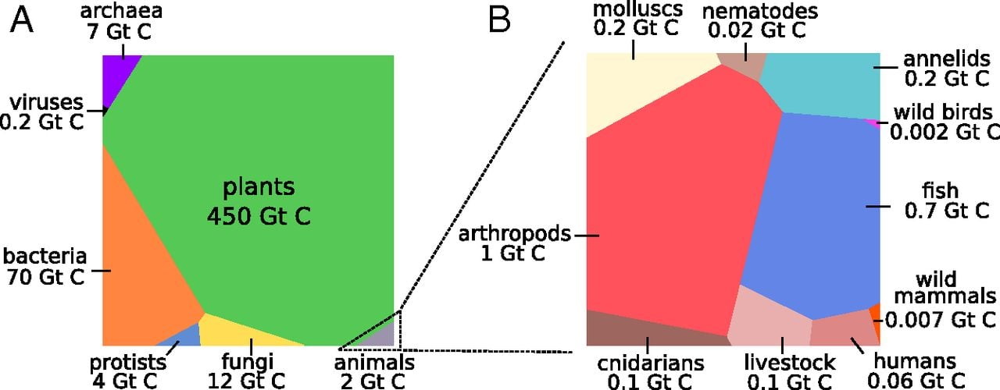 A
archaea
7 Gt C
viruses
0.2 Gt C
plants
450 Gt C
bacteria
70 Gt C
protists
4 Gt C
fungi
12 Gt C
animals
2 Gt C
B
molluscs
0.2 Gt C
nematodes
0.02 Gt C
annelids
0.2 Gt C
wild birds
0.002 Gt C
fish
0.7 Gt C
arthropods
1 Gt C
wild
mammals
0.007 Gt C
cnidarians
0.1 Gt C
livestock
0.1 Gt C
humans
0.06 Gt C